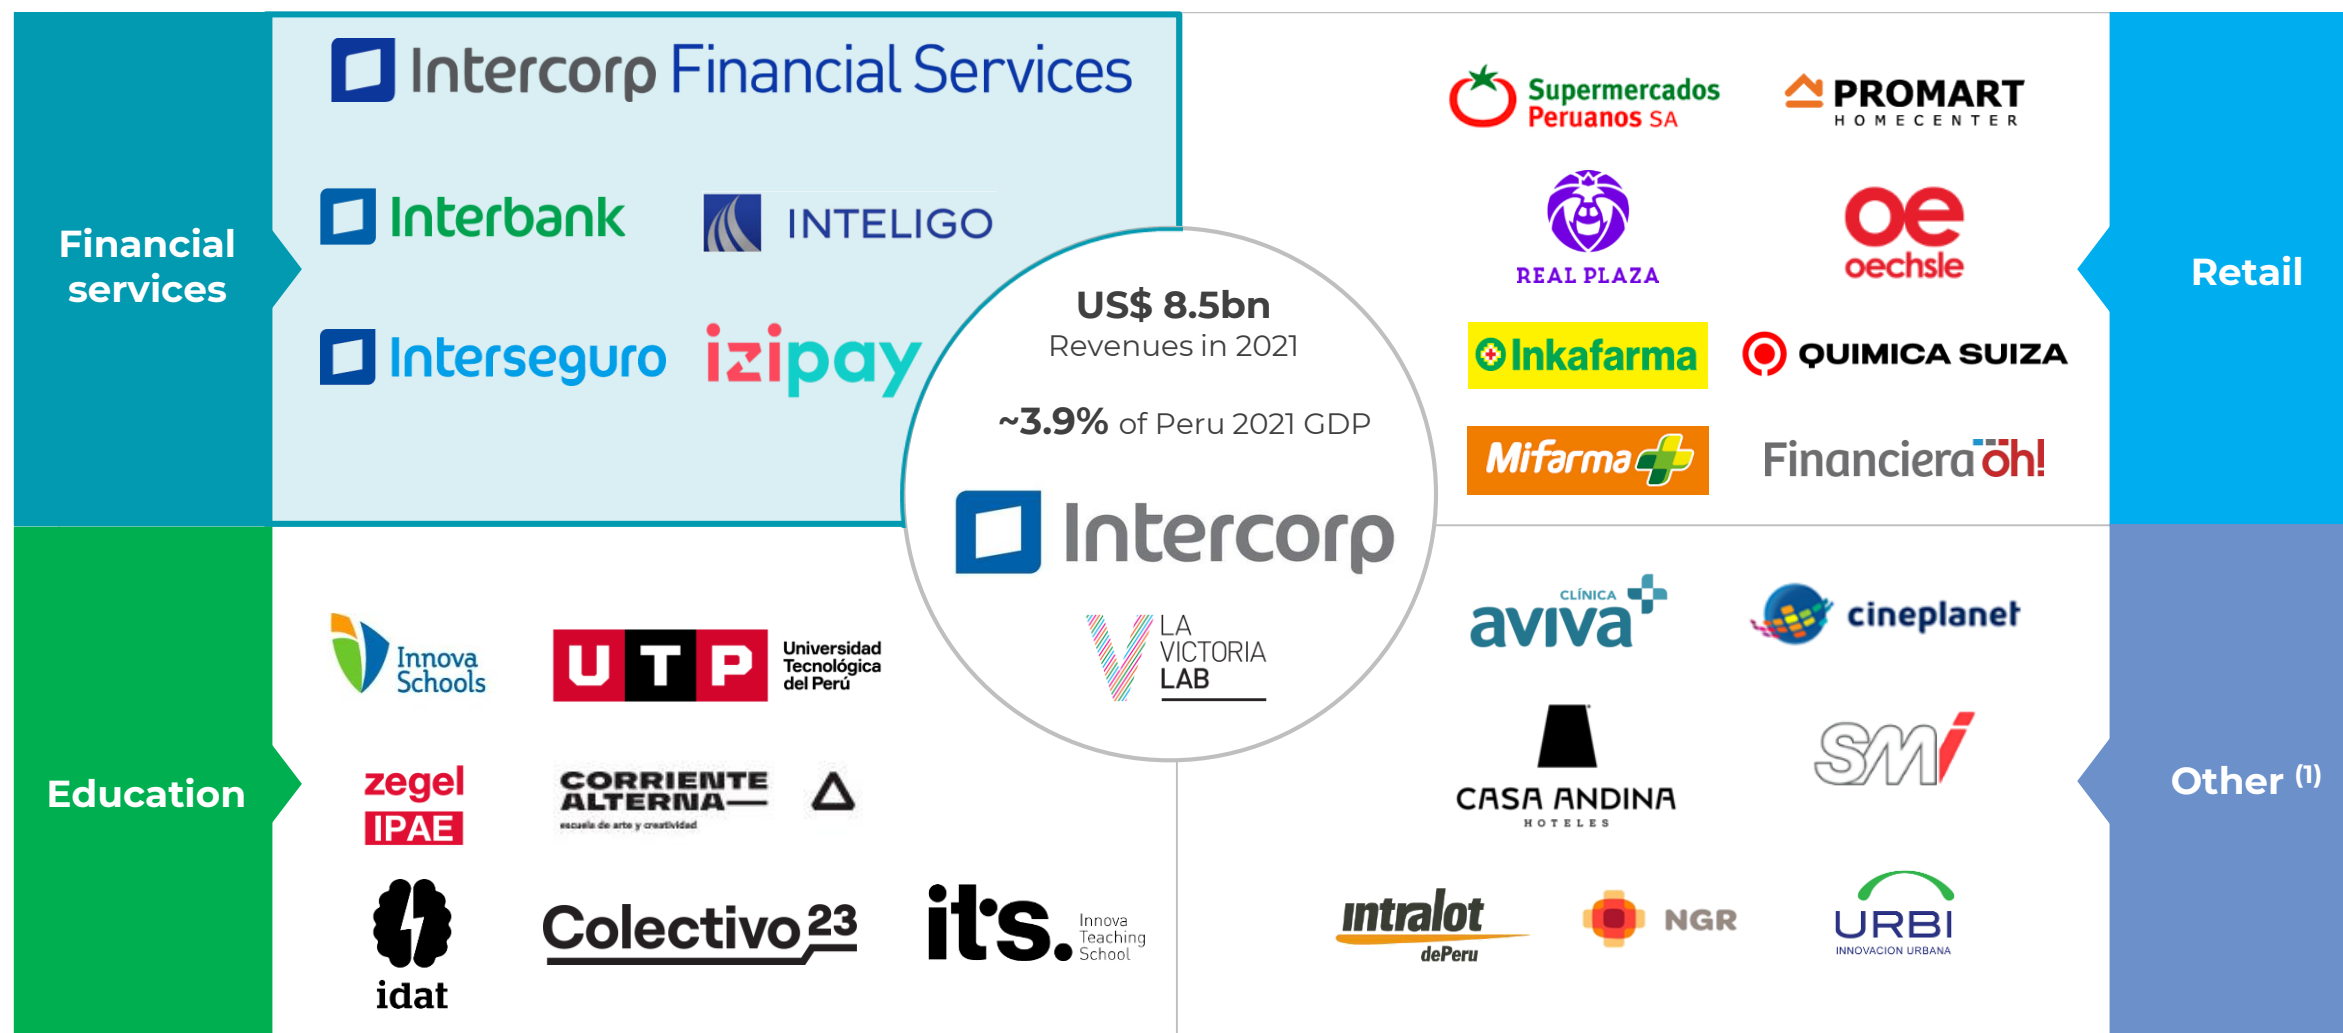 Financial
services
Intercorp Financial Services
Interbank
INTELIGO
Interseguro
izipay
Supermercados
Peruanos SA
PROMART
HOMECENTER
REAL PLAZA
oe
oechsle
Inkafarma
QUIMICA SUIZA
Mifarma
Financiera oh!
Retail
US$ 8.5bn
Revenues in 2021
~3.9% of Peru 2021 GDP
Intercorp
LA
VICTORIA
LAB
Education
Innova
Schools
UTP
Universidad
Tecnológica
del Perú
zegel
IPAE
CORRIENTE
ALTERNA
escuela de arte y creatividad
idat
Colectivo 23
it's.
Innova
Teaching
School
CLÍNICA
aviva
cineplanet
CASA ANDINA
HOTELES
SMi
intralot
dePeru
NGR
URBI
INNOVACION URBANA
Other (1)